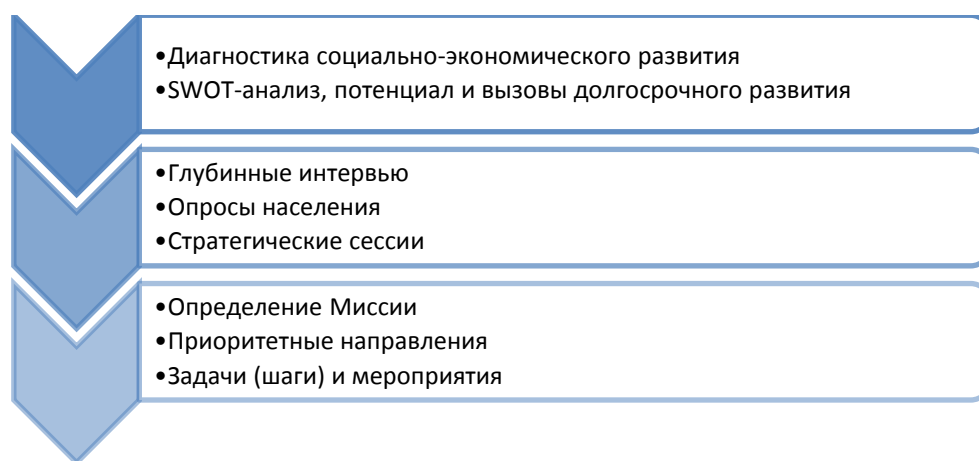 •Диагностика социально-экономического развития
•SWOT-анализ, потенциал и вызовы долгосрочного развития
•Глубинные интервью
•Опросы населения
•Стратегические сессии
•Определение Миссии
•Приоритетные направления
•Задачи (шаги) и мероприятия